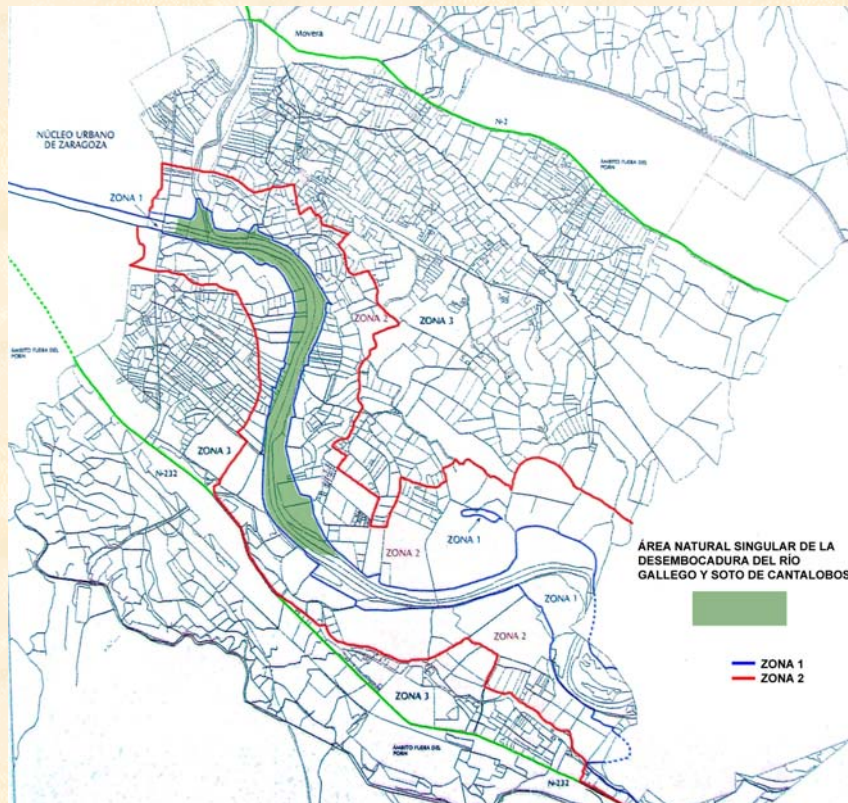 Movera
N-2
NÚCLEO URBANO
DE ZARAGOZA
ÁMBITO FUERA DEL
PORN
ZONA 1
ZONA 2
ZONA 3
ÁMBITO FUERA DEL
PORN
ZONA 3
N-232
ZONA 1
ZONA 2
ÁREA NATURAL SINGULAR DE LA
DESEMBOCADURA DEL RÍO
GALLEGO Y SOTO DE CANTALOBOS
ZONA 1
ZONA 2
ZONA 1
ZONA 2
ZONA 3
ÁMBITO FUERA DEL
PORN
N-232